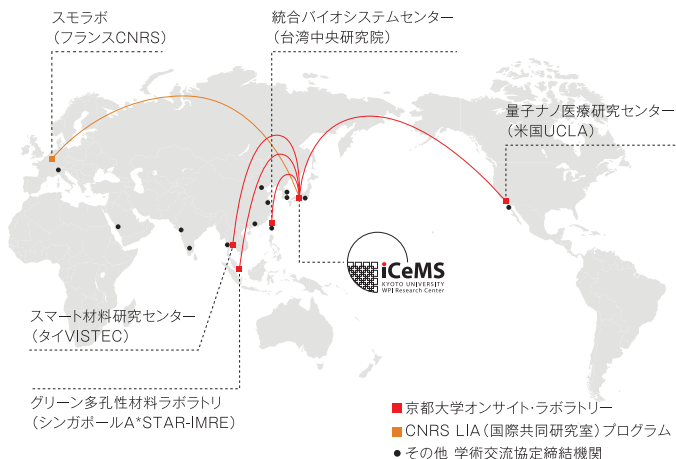 スモラボ
（フランスCNRS）
統合バイオシステムセンター
（台湾中央研究院）
量子ナノ医療研究センター
（米国UCLA）
iCeMS
KYOTO UNIVERSITY
WPI Research Center
スマート材料研究センター
（タイVISTEC）
グリーン多孔性材料ラボラトリ
（シンガポールA*STAR-IMRE）
京都大学オンサイト・ラボラトリー
CNRS LIA（国際共同研究室）プログラム
その他 学術交流協定締結機関